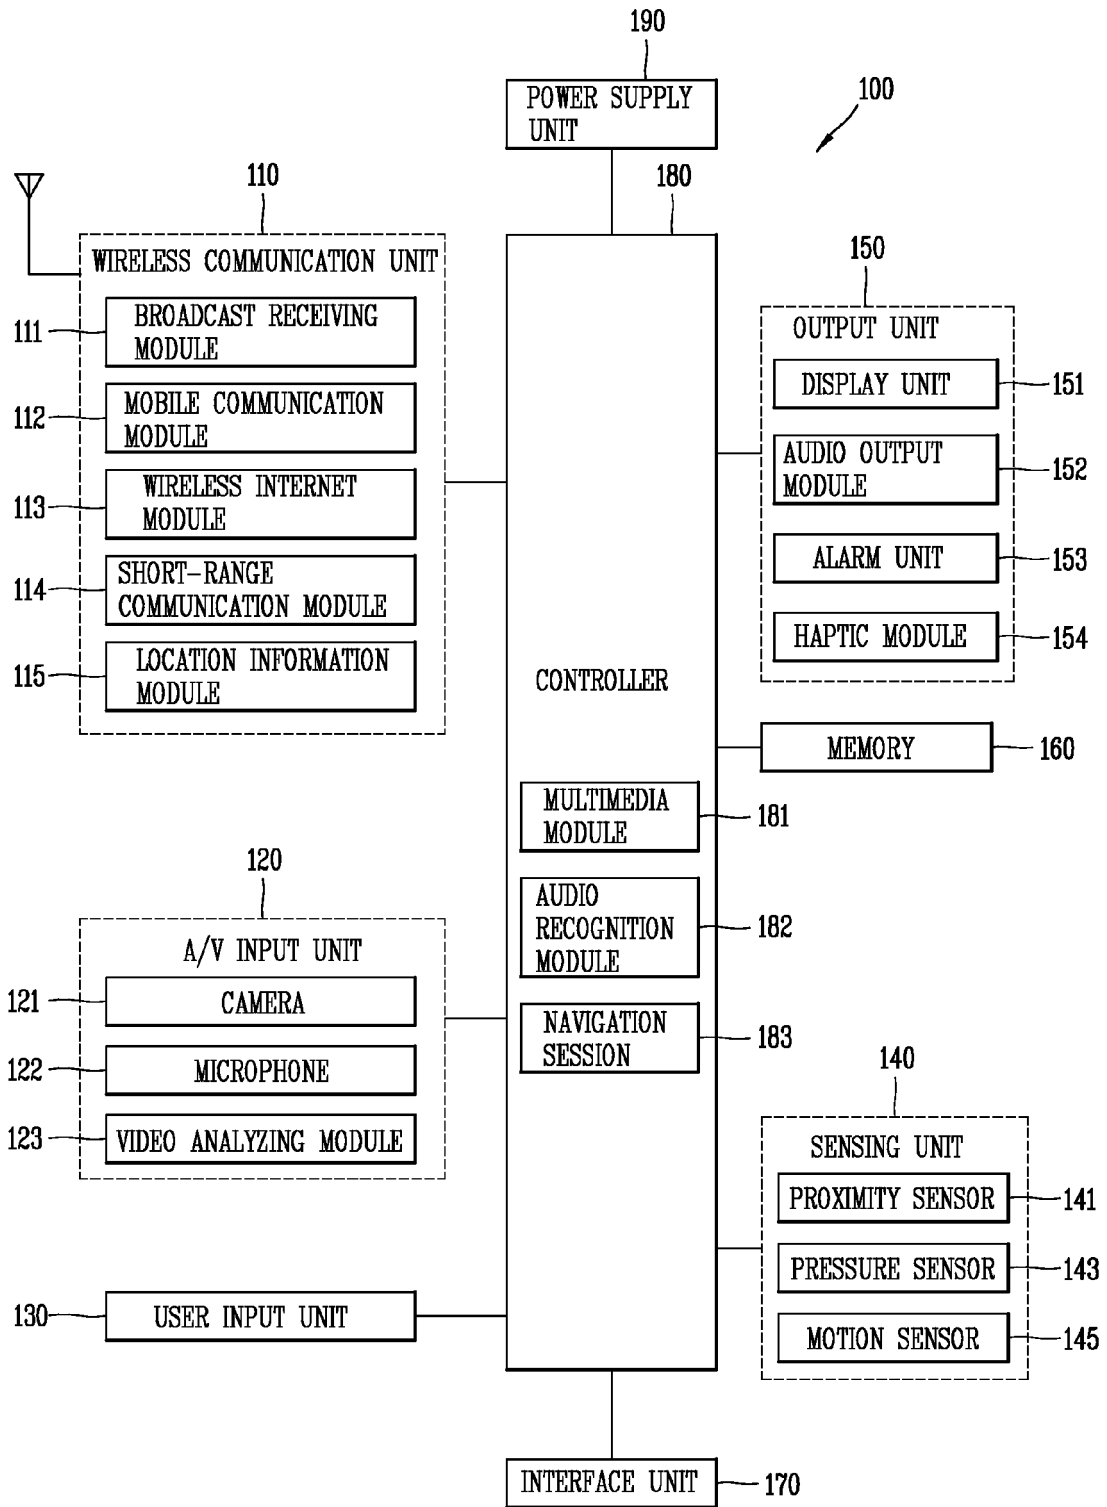 190
POWER SUPPLY
UNIT
100
110
180
WIRELESS COMMUNICATION UNIT
111
BROADCAST RECEIVING
MODULE
112
MOBILE COMMUNICATION
MODULE
113
WIRELESS INTERNET
MODULE
114
SHORT-RANGE
COMMUNICATION MODULE
115
LOCATION INFORMATION
MODULE
150
OUTPUT UNIT
DISPLAY UNIT
151
AUDIO OUTPUT
MODULE
152
ALARM UNIT
153
HAPTIC MODULE
154
CONTROLLER
MEMORY
160
MULTIMEDIA
MODULE
181
AUDIO
RECOGNITION
MODULE
182
NAVIGATION
SESSION
183
120
A/V INPUT UNIT
121
CAMERA
122
MICROPHONE
123
VIDEO ANALYZING MODULE
140
SENSING UNIT
PROXIMITY SENSOR
141
PRESSURE SENSOR
143
MOTION SENSOR
145
130
USER INPUT UNIT
INTERFACE UNIT
170